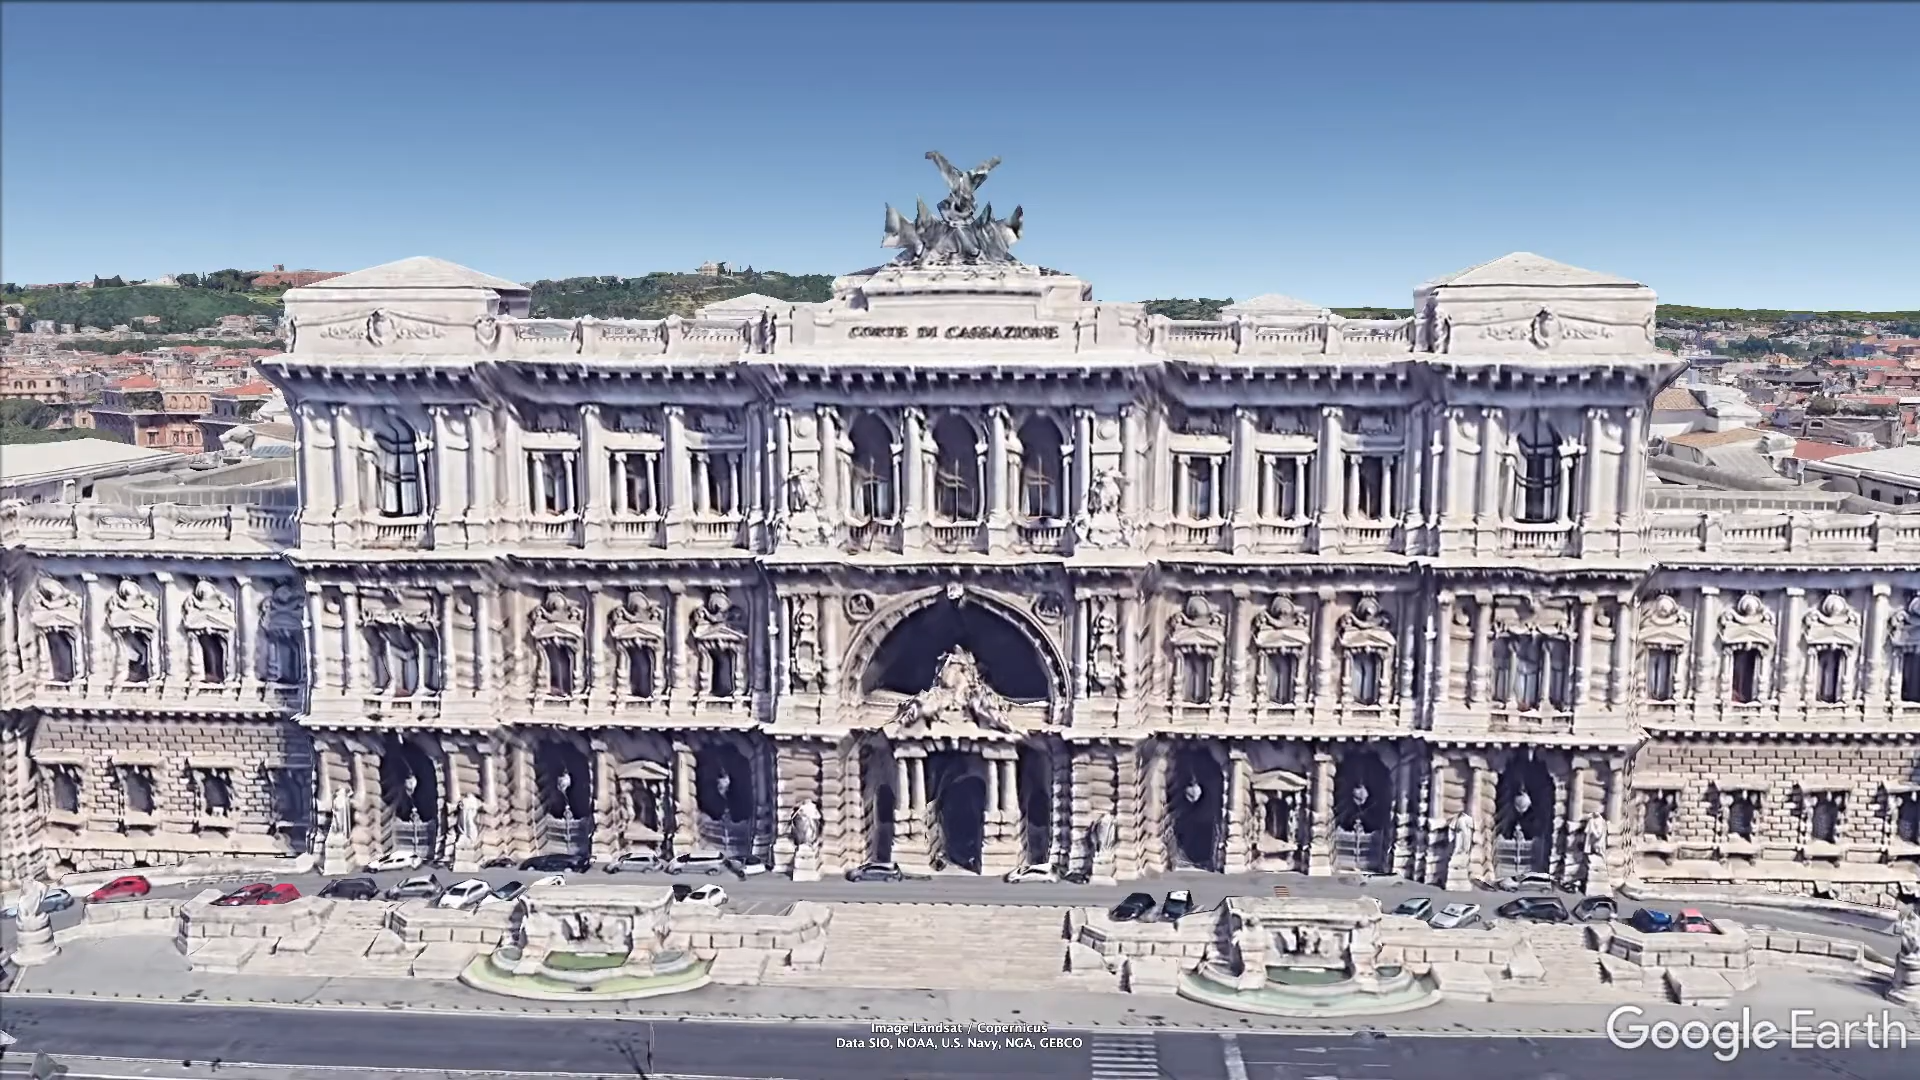 CORTE DI CASSAZIONE
Image Landsat / Copernicus
Data SIO, NOAA, U.S. Navy, NGA, GEBCO
Google Earth